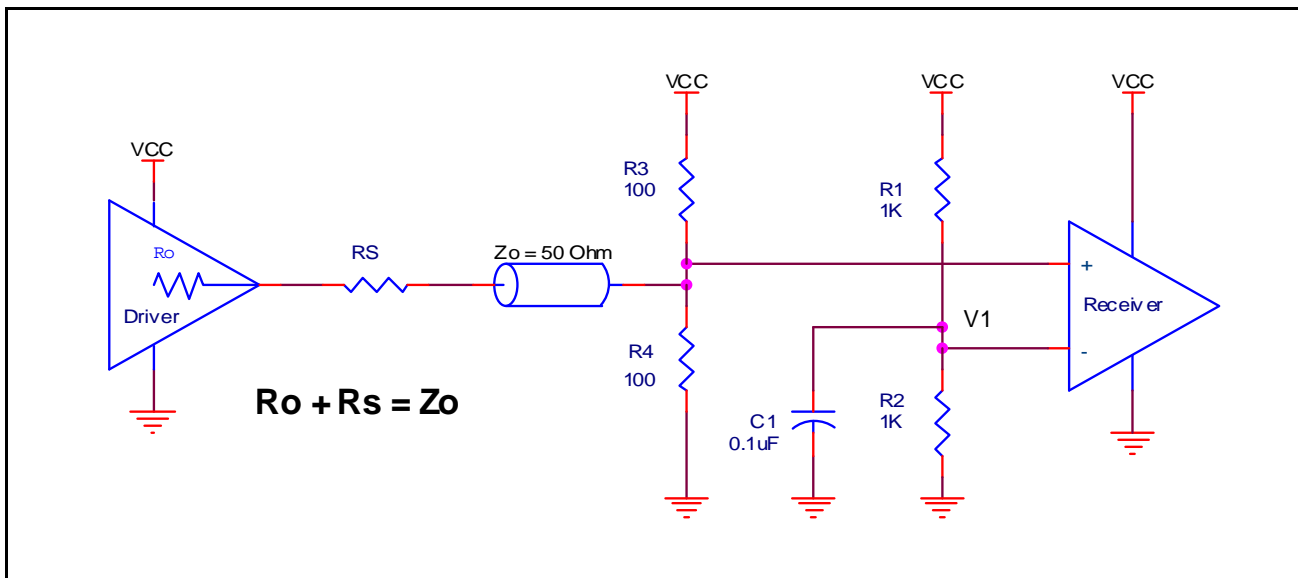 VCC
VCC
VCC
VCC
R3
100
R1
1K
Ro
RS
Zo = 50 Ohm
+
Driver
Receiver
V1
R4
100
-
Ro + Rs = Zo
C1
0.1uF
R2
1K